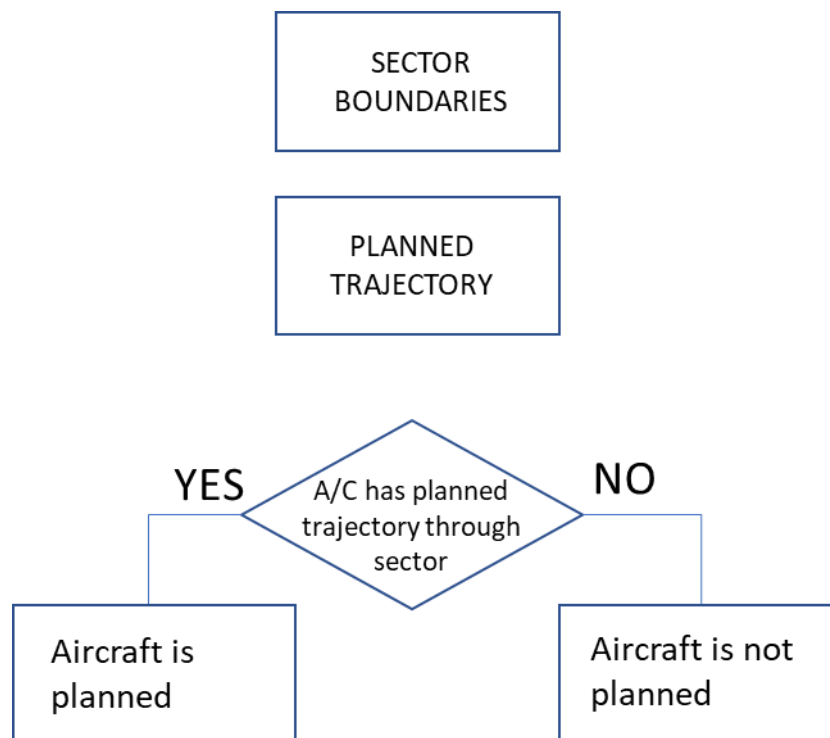 SECTOR
BOUNDARIES
PLANNED
TRAJECTORY
YES
NO
A/C has planned
trajectory through
sector
Aircraft is
planned
Aircraft is not
planned